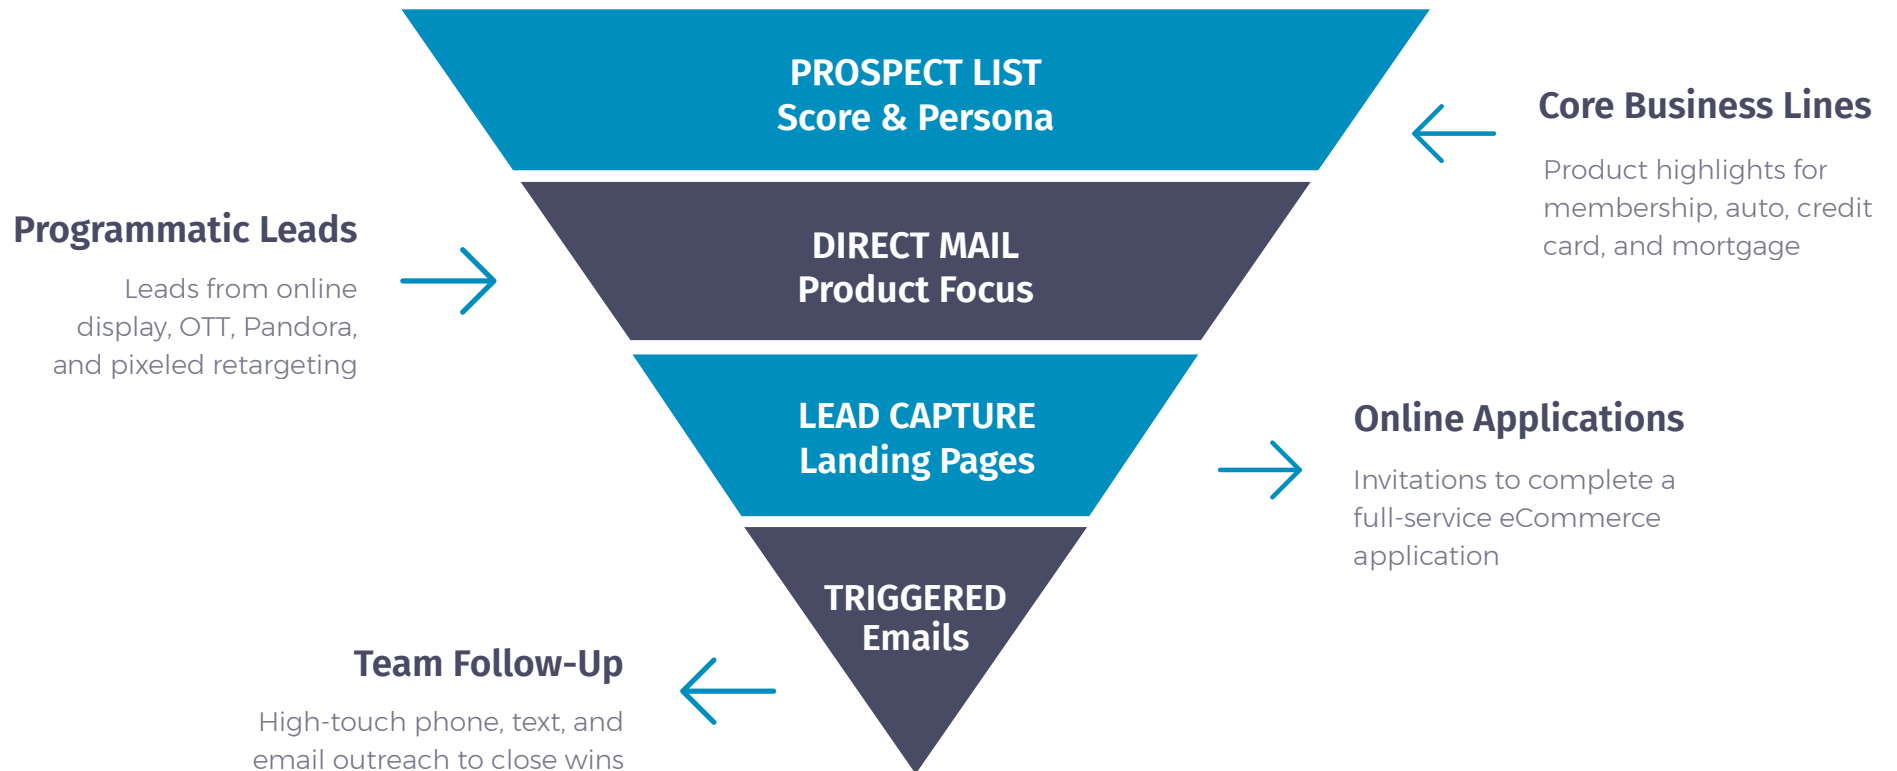 PROSPECT LIST
Score & Persona
Core Business Lines
Product highlights for
membership, auto, credit
card, and mortgage
Programmatic Leads
Leads from online
display, OTT, Pandora,
and pixeled retargeting
DIRECT MAIL
Product Focus
LEAD CAPTURE
Landing Pages
Online Applications
Invitations to complete a
full-service eCommerce
application
TRIGGERED
Emails
Team Follow-Up
High-touch phone, text, and
email outreach to close wins